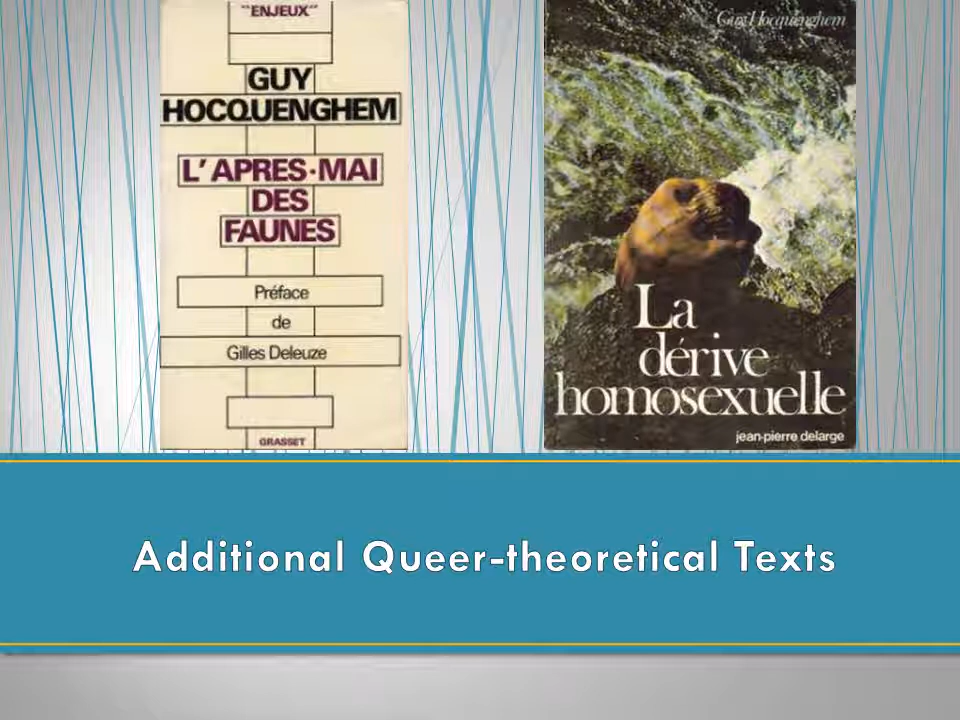 "ENJEUX"
GUY
HOCQUENGHEM
L'APRES·MAI
DES
FAUNES
Préface
de
Gilles Deleuze
GRASSET
Guy Hocquenghem
La
dérive
homosexuelle
jean-pierre delarge
Additional Queer-theoretical Texts